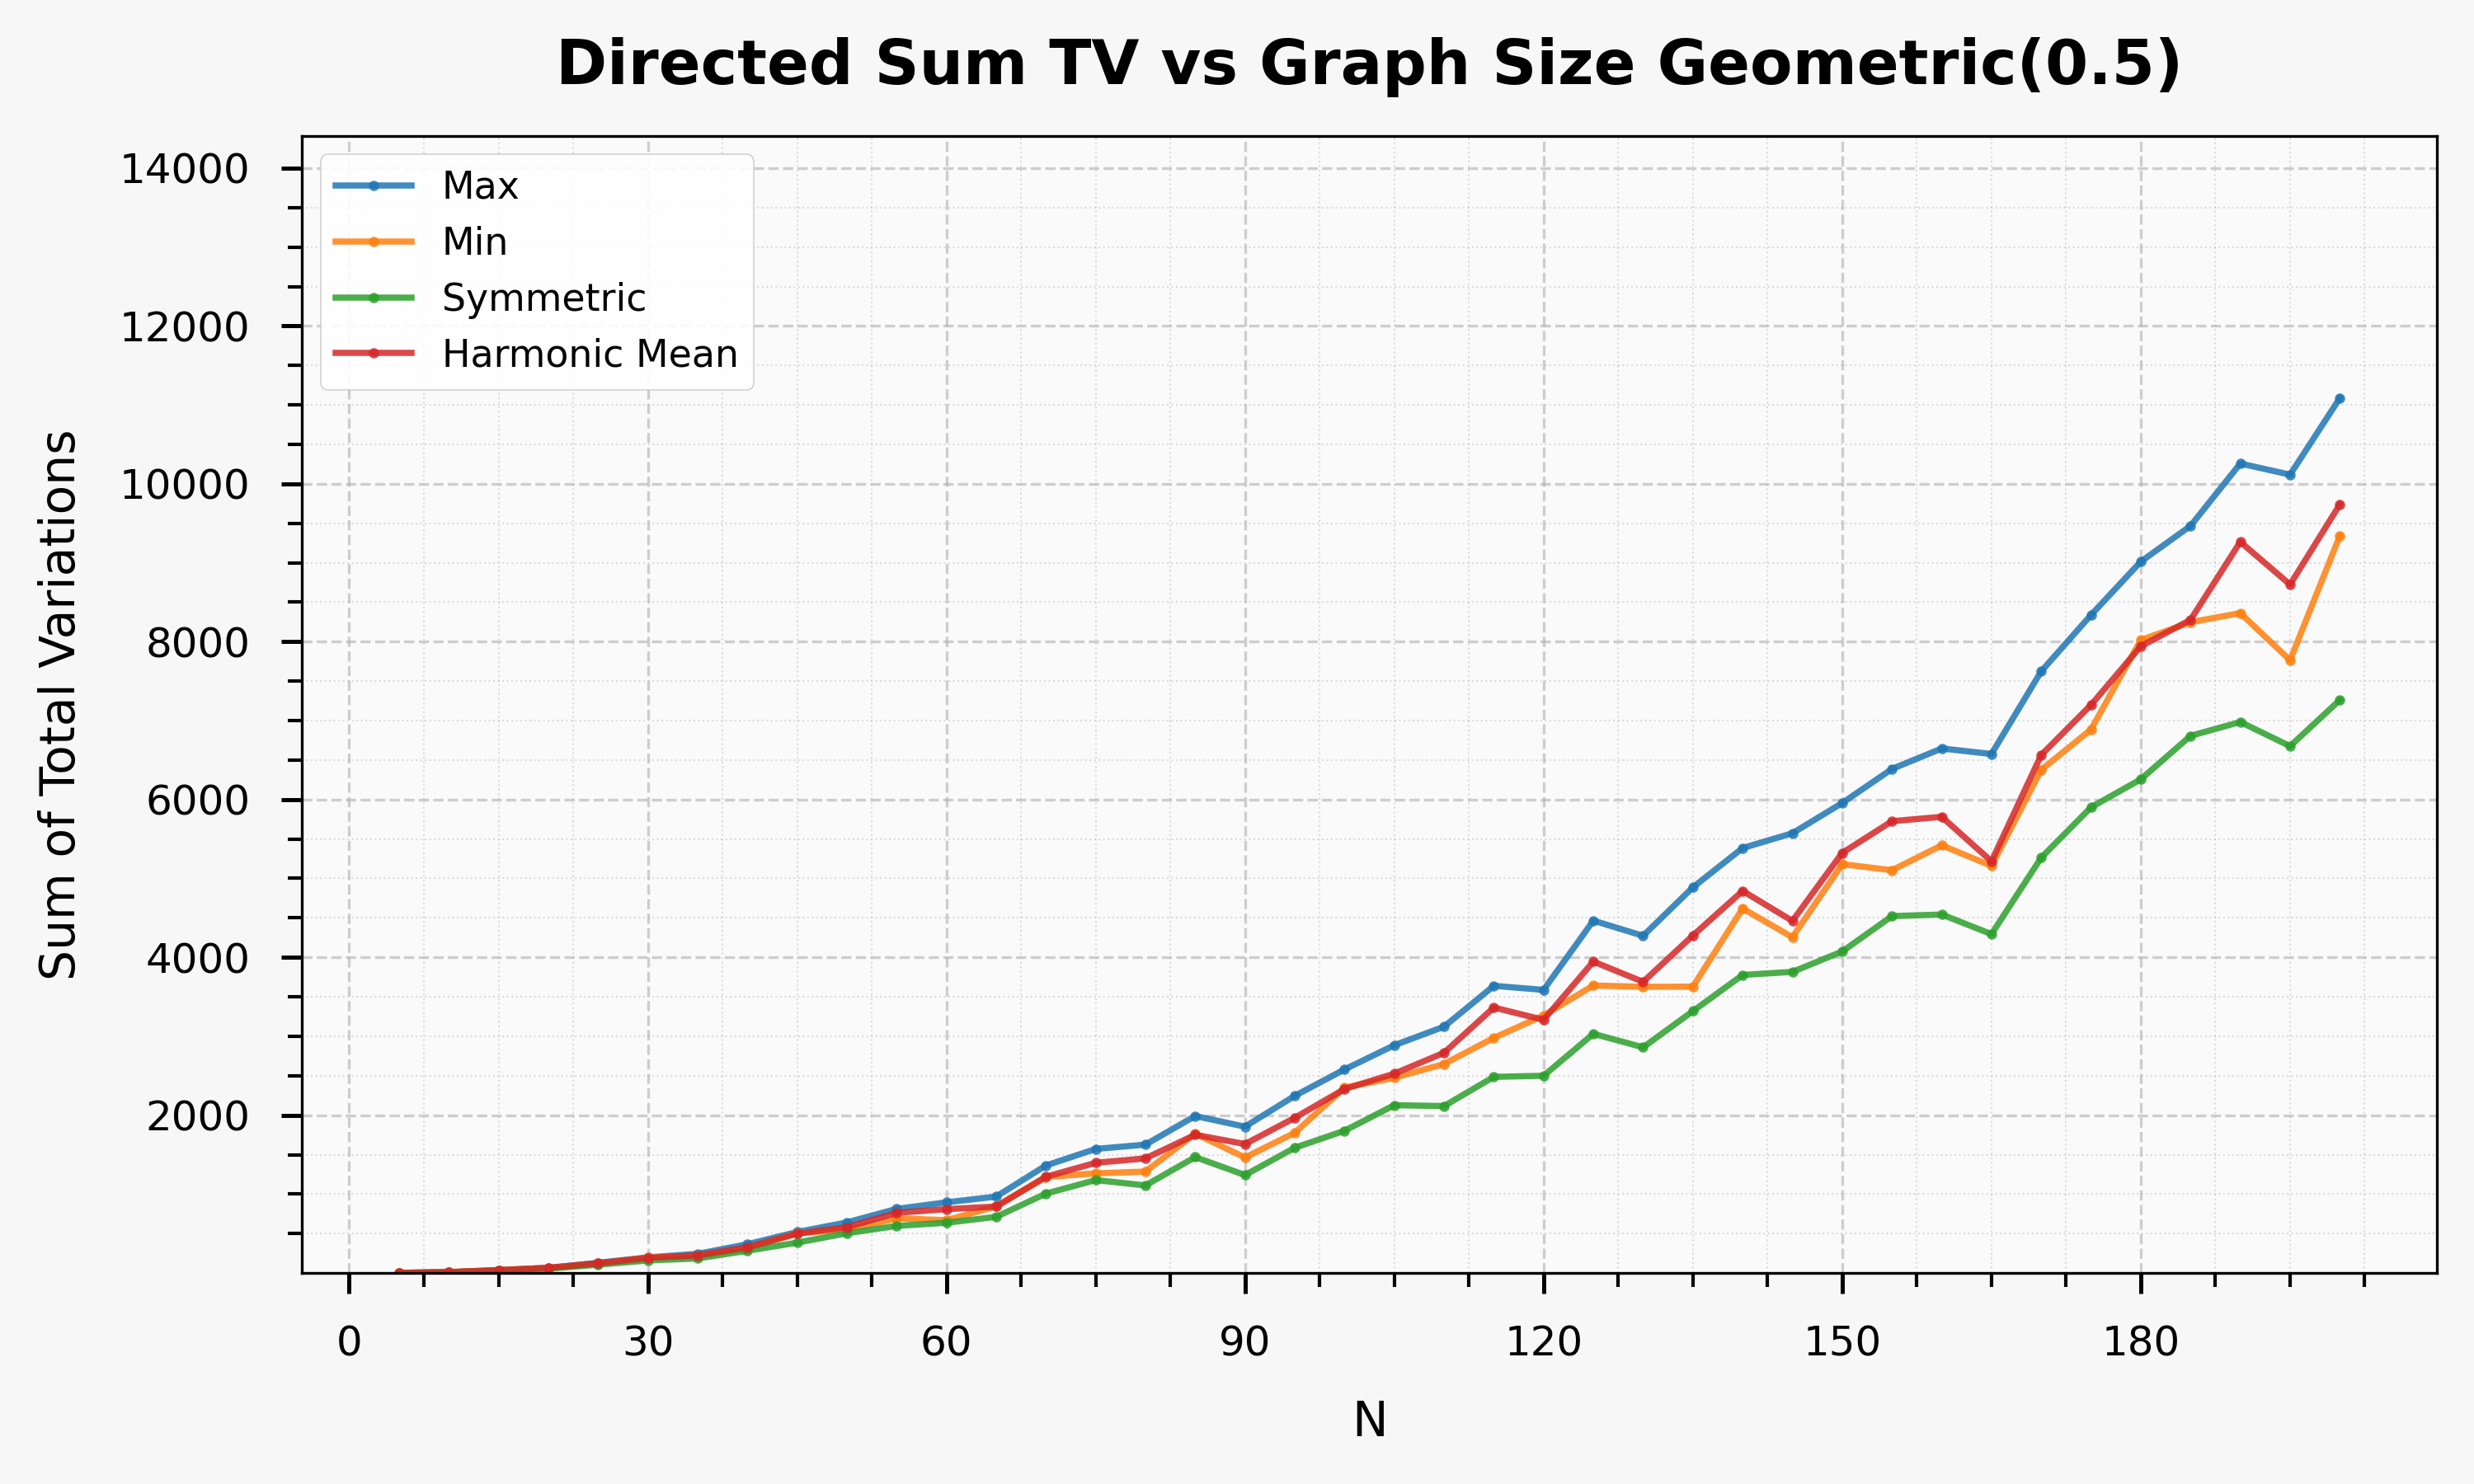 Directed Sum TV vs Graph Size Geometric(0.5)
14000
12000
10000
8000
6000
4000
2000
Sum of Total Variations
Max
Min
Symmetric
Harmonic Mean
0 30 60 90 120 150 180
N